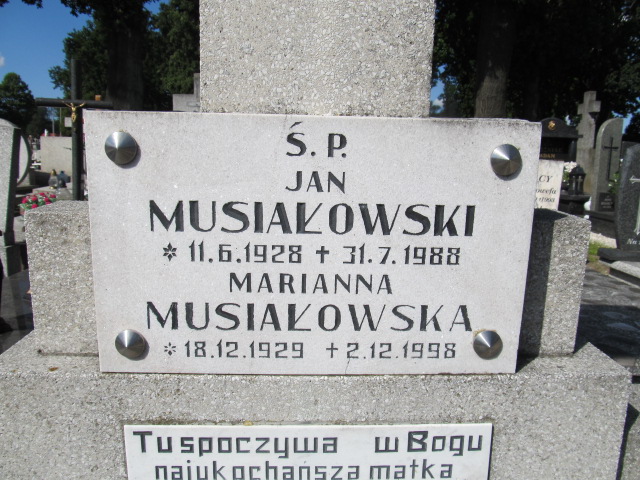 Ś. P.
JAN
MUSIAŁOWSKI
* 11.6.1928 + 31.7.1988
MARIANNA
MUSIAŁOWSKA
* 18.12.1929 + 2.12.1998
Tu spoczywa w Bogu
najukochańsza matka